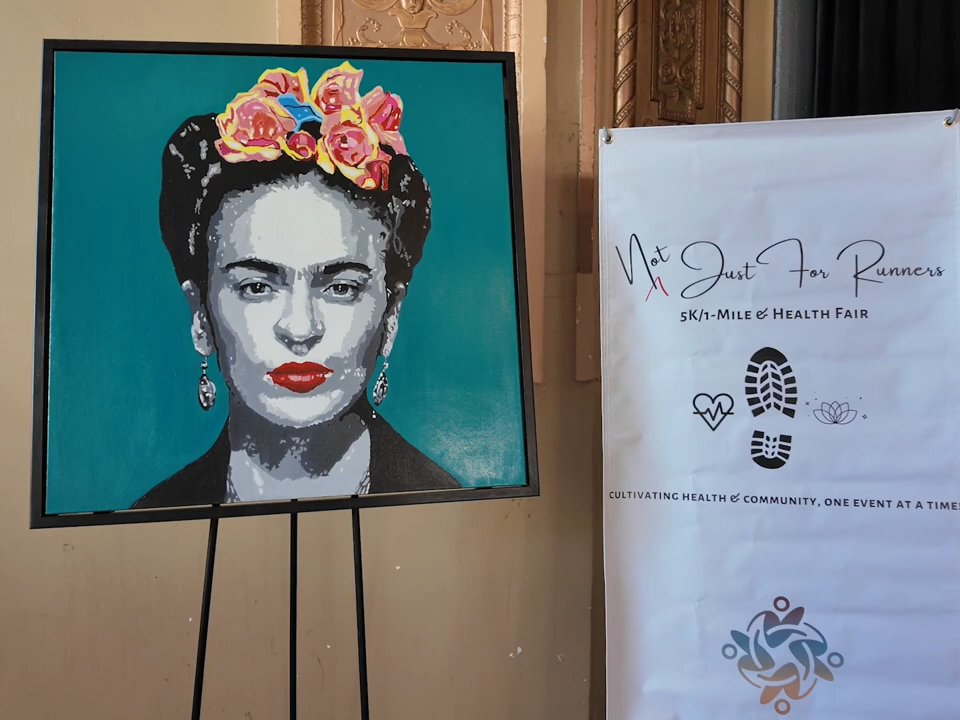 Not Just For Runners
5K/1-Mile & Health Fair
Cultivating Health & Community, One Event at a Time!